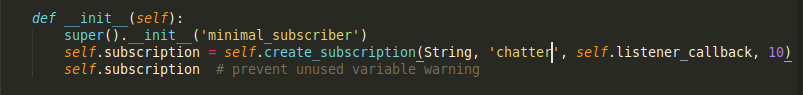 def __init__(self):
super().__init__('minimal_subscriber')
self.subscription = self.create_subscription(String, 'chatter', self.listener_callback, 10)
self.subscription  # prevent unused variable warning